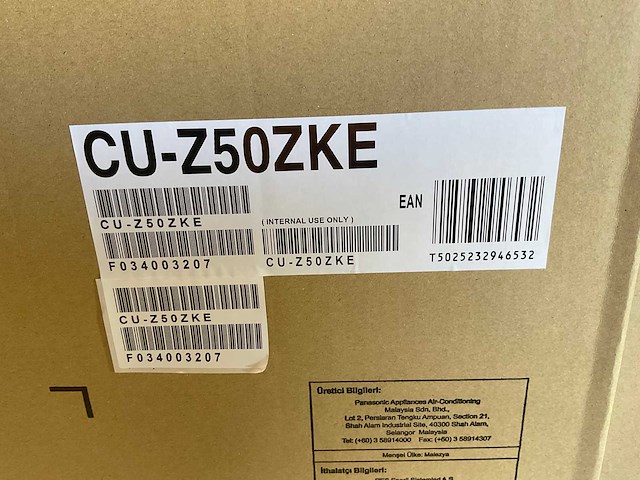 CU-Z50ZKE
CU-Z50ZKE
F034003207
( INTERNAL USE ONLY )
CU-Z50ZKE
EAN
T5025232946532
CU-Z50ZKE
F034003207
Üretici Bilgileri:
Panasonic Appliances Air-Conditioning
Malaysia Sdn. Bhd.,
Lot 2, Persiaran Tengku Ampuan, Section 21,
Shah Alam Industrial Site, 40300 Shah Alam,
Selangor Malaysia
Tel: (+60) 3 58914000 Fax: (+60) 3 58914307
Menşei Ülke: Malezya
İthalatçı Bilgileri: